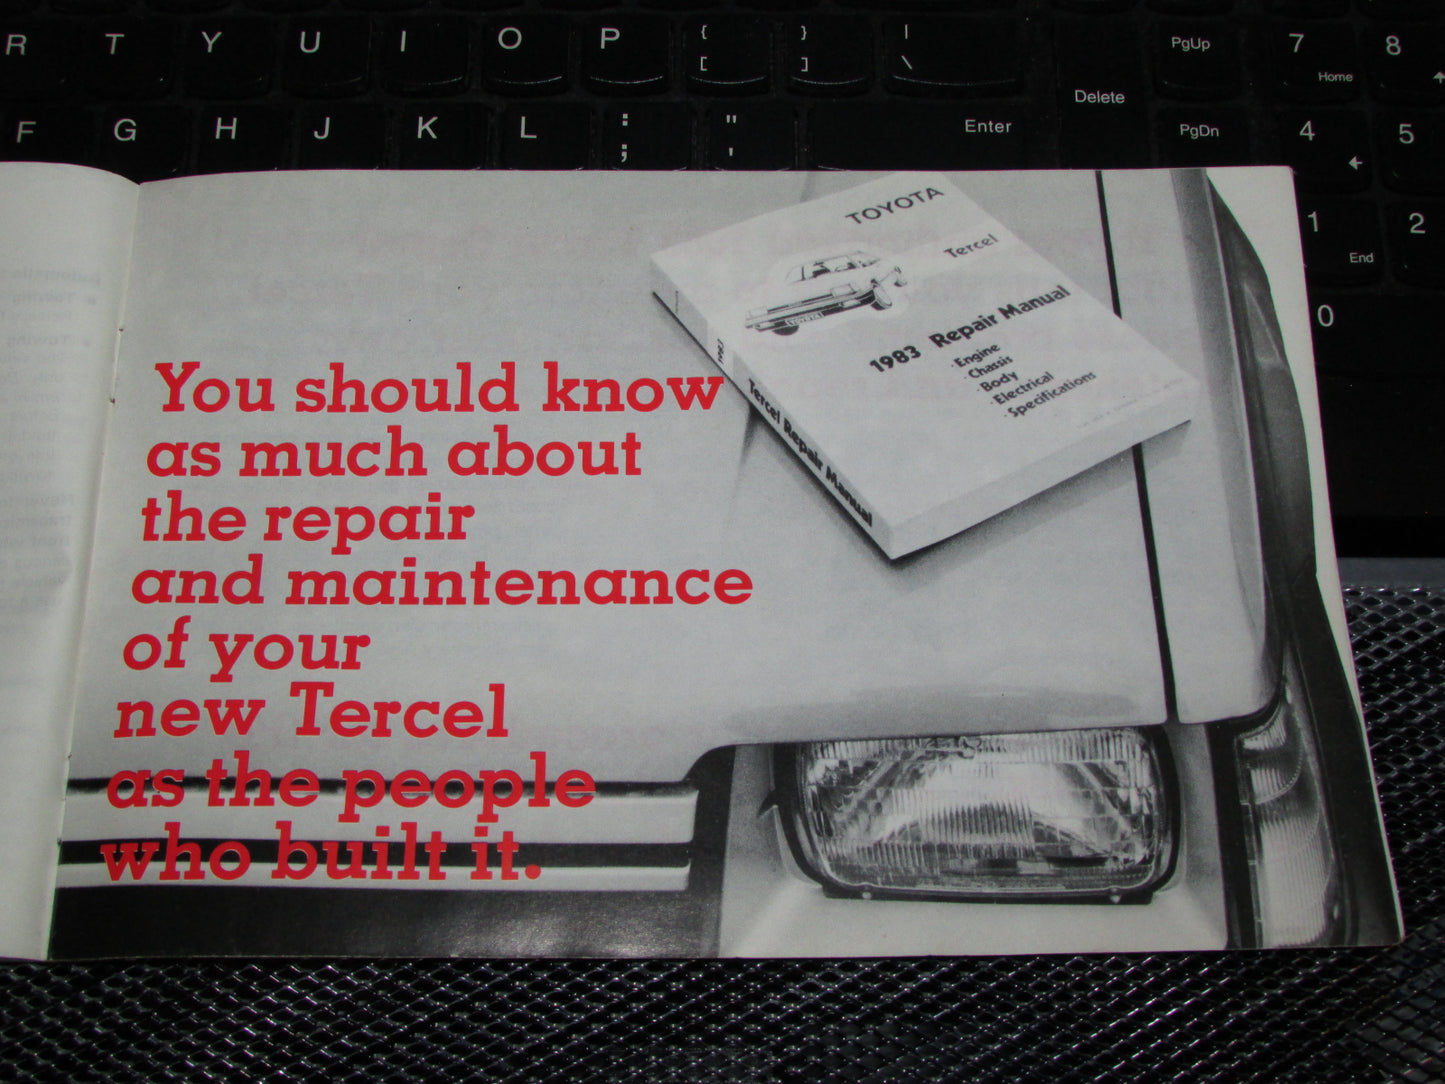 R T Y U I O P { [ } ] | \ PgUp 7 Home 8
F G H J K L : ; " ' Enter Delete PgDn 4 5
1 End 2
0
TOYOTA
Tercel
TOYOTA
1983 Repair Manual
· Engine
· Chassis
· Body
· Electrical
· Specifications
1983
Tercel Repair Manual
You should know
as much about
the repair
and maintenance
of your
new Tercel
as the people
who built it.